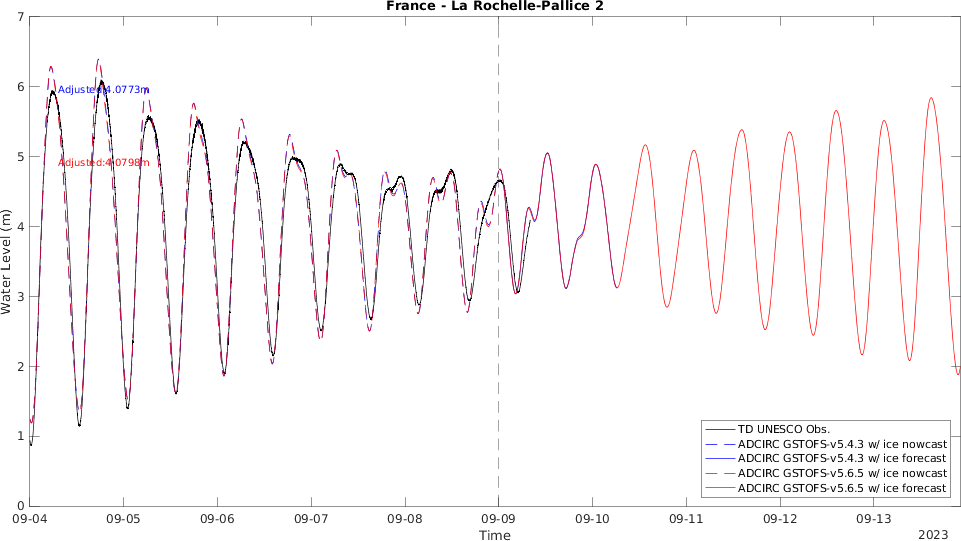 France - La Rochelle-Pallice 2
7
6
5
4
3
2
1
0
Water Level (m)
Adjusted:4.0773m
Adjusted:4.0798m
TD UNESCO Obs.
ADCIRC GSTOFS-v5.4.3 w/ ice nowcast
ADCIRC GSTOFS-v5.4.3 w/ ice forecast
ADCIRC GSTOFS-v5.6.5 w/ ice nowcast
ADCIRC GSTOFS-v5.6.5 w/ ice forecast
09-04 09-05 09-06 09-07 09-08 09-09 09-10 09-11 09-12 09-13
Time
2023